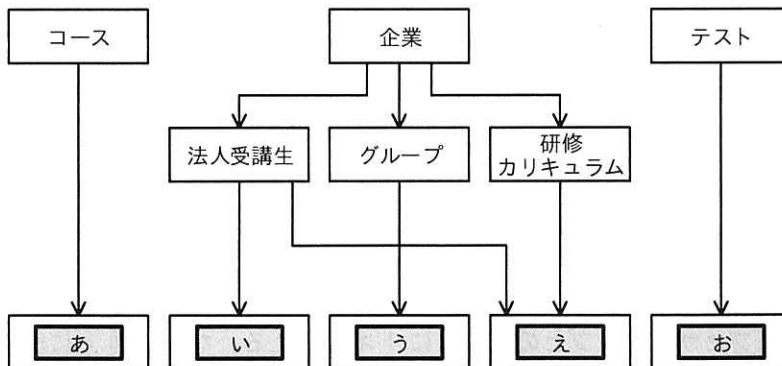 コース
企業
テスト
法人受講生
グループ
研修
カリキュラム
あ
い
う
え
お